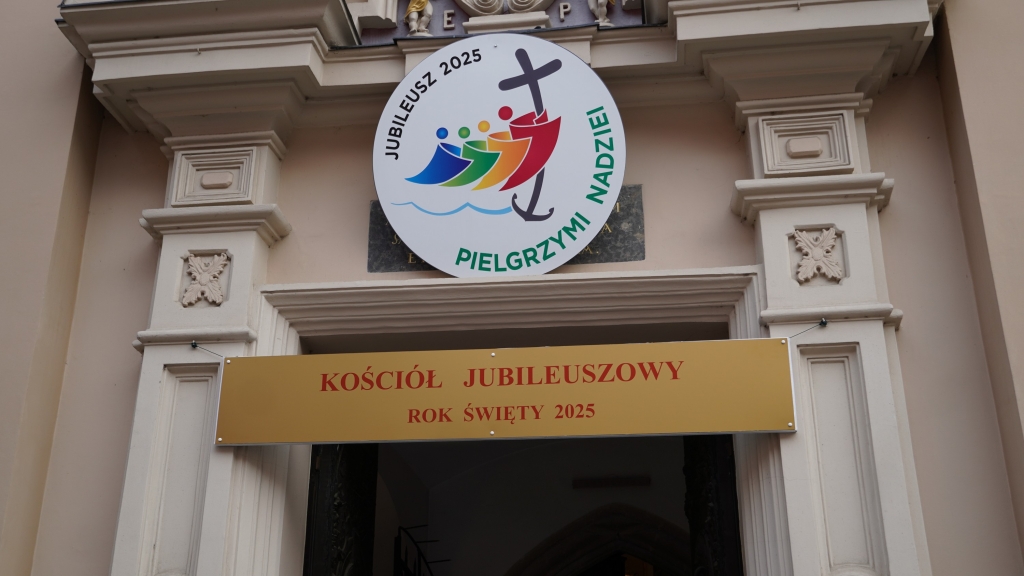 E P
JUBILEUSZ 2025
PIELGRZYMI NADZIEI
KOŚCIÓŁ JUBILEUSZOWY
ROK ŚWIĘTY 2025